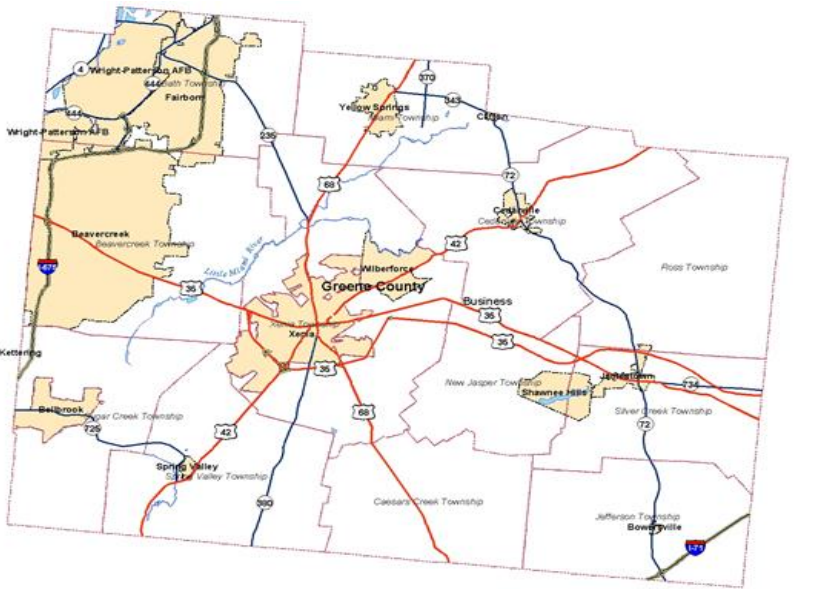 4
Wright-Patterson AFB
444
Bath Township
Fairborn
444
Wright-Patterson AFB
235
370
343
Yellow Springs
Miami Township
Clifton
68
72
Cedarville
Cedarville Township
42
Beavercreek
Beavercreek Township
Little Miami River
I-675
35
Wilberforce
Greene County
Ross Township
Business
35
35
Xenia Township
Xenia
Kettering
35
New Jasper Township
Jamestown
734
Shawnee Hills
Silver Creek Township
Bellbrook
Sugar Creek Township
725
42
68
72
Spring Valley
Spring Valley Township
380
Caesars Creek Township
Jefferson Township
Bowersville
I-71